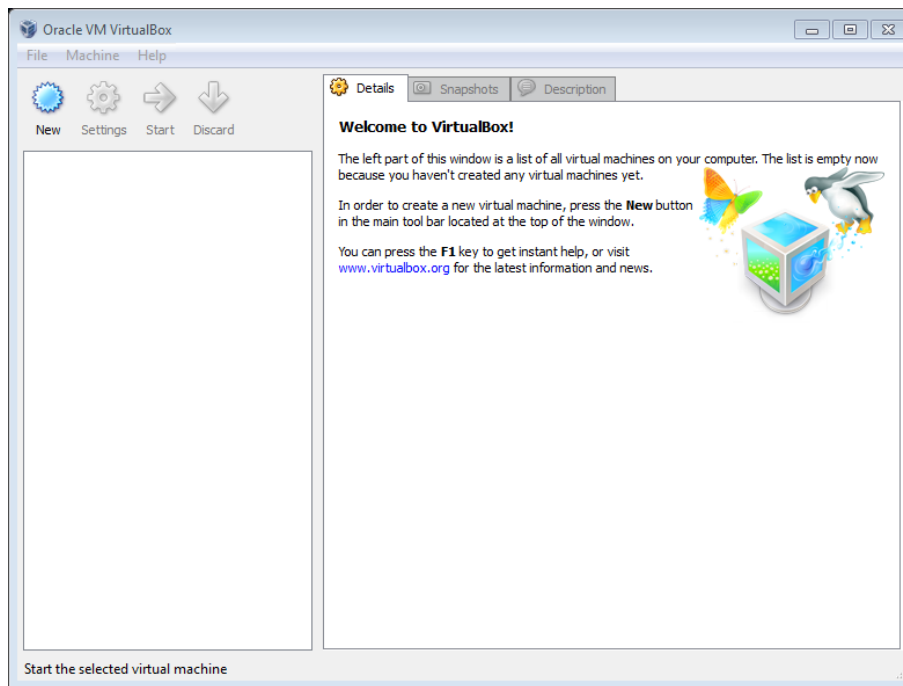 Oracle VM VirtualBox
File Machine Help
New Settings Start Discard
Details Snapshots Description
Welcome to VirtualBox!
The left part of this window is a list of all virtual machines on your computer. The list is empty now
because you haven't created any virtual machines yet.
In order to create a new virtual machine, press the New button
in the main tool bar located at the top of the window.
You can press the F1 key to get instant help, or visit
www.virtualbox.org for the latest information and news.
Start the selected virtual machine